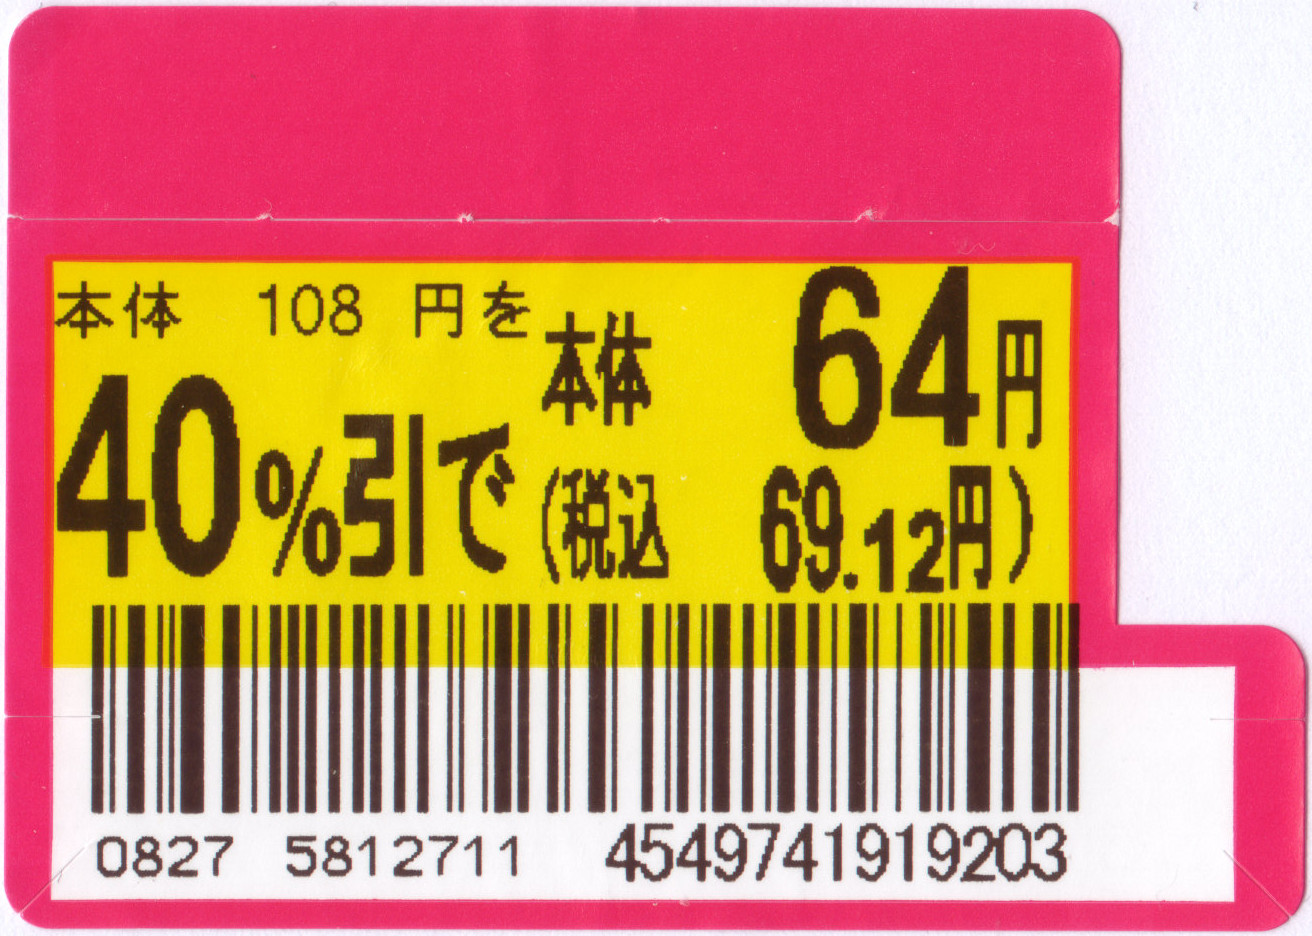 本体 108 円を
40%引で
本体 64円
(税込 69.12円)
0827 5812711 4549741919203